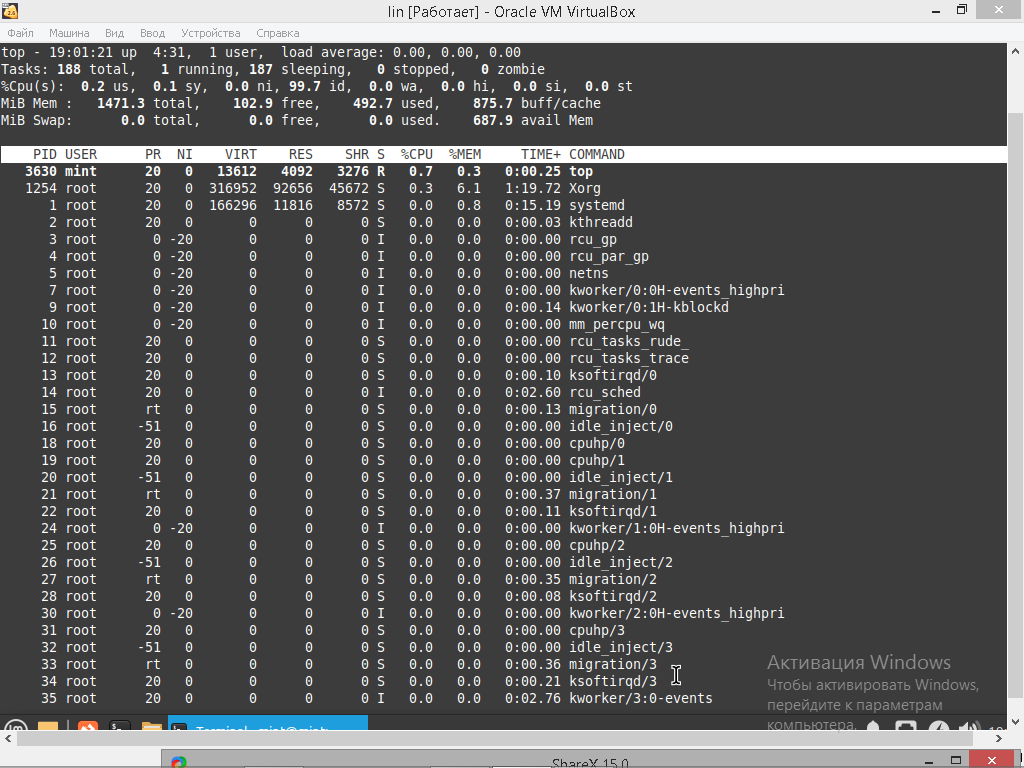 lin [Работает] - Oracle VM VirtualBox
Файл Машина Вид Ввод Устройства Справка
top - 19:01:21 up  4:31,  1 user,  load average: 0.00, 0.00, 0.00
Tasks: 188 total,   1 running, 187 sleeping,   0 stopped,   0 zombie
%Cpu(s):  0.2 us,  0.1 sy,  0.0 ni, 99.7 id,  0.0 wa,  0.0 hi,  0.0 si,  0.0 st
MiB Mem :   1471.3 total,    102.9 free,    492.7 used,    875.7 buff/cache
MiB Swap:      0.0 total,      0.0 free,      0.0 used.    687.9 avail Mem
PID USER      PR  NI    VIRT    RES    SHR S  %CPU  %MEM     TIME+ COMMAND
3630 mint      20   0   13612   4092   3276 R   0.7   0.3   0:00.25 top
1254 root      20   0  316952  92656  45672 S   0.3   6.1   1:19.72 Xorg
1 root      20   0  166296  11816   8572 S   0.0   0.8   0:15.19 systemd
2 root      20   0       0      0      0 S   0.0   0.0   0:00.03 kthreadd
3 root       0 -20       0      0      0 I   0.0   0.0   0:00.00 rcu_gp
4 root       0 -20       0      0      0 I   0.0   0.0   0:00.00 rcu_par_gp
5 root       0 -20       0      0      0 I   0.0   0.0   0:00.00 netns
7 root       0 -20       0      0      0 I   0.0   0.0   0:00.00 kworker/0:0H-events_highpri
9 root       0 -20       0      0      0 I   0.0   0.0   0:00.14 kworker/0:1H-kblockd
10 root       0 -20       0      0      0 I   0.0   0.0   0:00.00 mm_percpu_wq
11 root      20   0       0      0      0 S   0.0   0.0   0:00.00 rcu_tasks_rude_
12 root      20   0       0      0      0 S   0.0   0.0   0:00.00 rcu_tasks_trace
13 root      20   0       0      0      0 S   0.0   0.0   0:00.10 ksoftirqd/0
14 root      20   0       0      0      0 I   0.0   0.0   0:02.60 rcu_sched
15 root      rt   0       0      0      0 S   0.0   0.0   0:00.13 migration/0
16 root     -51   0       0      0      0 S   0.0   0.0   0:00.00 idle_inject/0
18 root      20   0       0      0      0 S   0.0   0.0   0:00.00 cpuhp/0
19 root      20   0       0      0      0 S   0.0   0.0   0:00.00 cpuhp/1
20 root     -51   0       0      0      0 S   0.0   0.0   0:00.00 idle_inject/1
21 root      rt   0       0      0      0 S   0.0   0.0   0:00.37 migration/1
22 root      20   0       0      0      0 S   0.0   0.0   0:00.11 ksoftirqd/1
24 root       0 -20       0      0      0 I   0.0   0.0   0:00.00 kworker/1:0H-events_highpri
25 root      20   0       0      0      0 S   0.0   0.0   0:00.00 cpuhp/2
26 root     -51   0       0      0      0 S   0.0   0.0   0:00.00 idle_inject/2
27 root      rt   0       0      0      0 S   0.0   0.0   0:00.35 migration/2
28 root      20   0       0      0      0 S   0.0   0.0   0:00.08 ksoftirqd/2
30 root       0 -20       0      0      0 I   0.0   0.0   0:00.00 kworker/2:0H-events_highpri
31 root      20   0       0      0      0 S   0.0   0.0   0:00.00 cpuhp/3
32 root     -51   0       0      0      0 S   0.0   0.0   0:00.00 idle_inject/3
33 root      rt   0       0      0      0 S   0.0   0.0   0:00.36 migration/3
34 root      20   0       0      0      0 S   0.0   0.0   0:00.21 ksoftirqd/3
35 root      20   0       0      0      0 I   0.0   0.0   0:02.76 kworker/3:0-events
Активация Windows
Чтобы активировать Windows,
перейдите к параметрам
компьютера.
Terminal - mint@mint:
ShareX 15.0